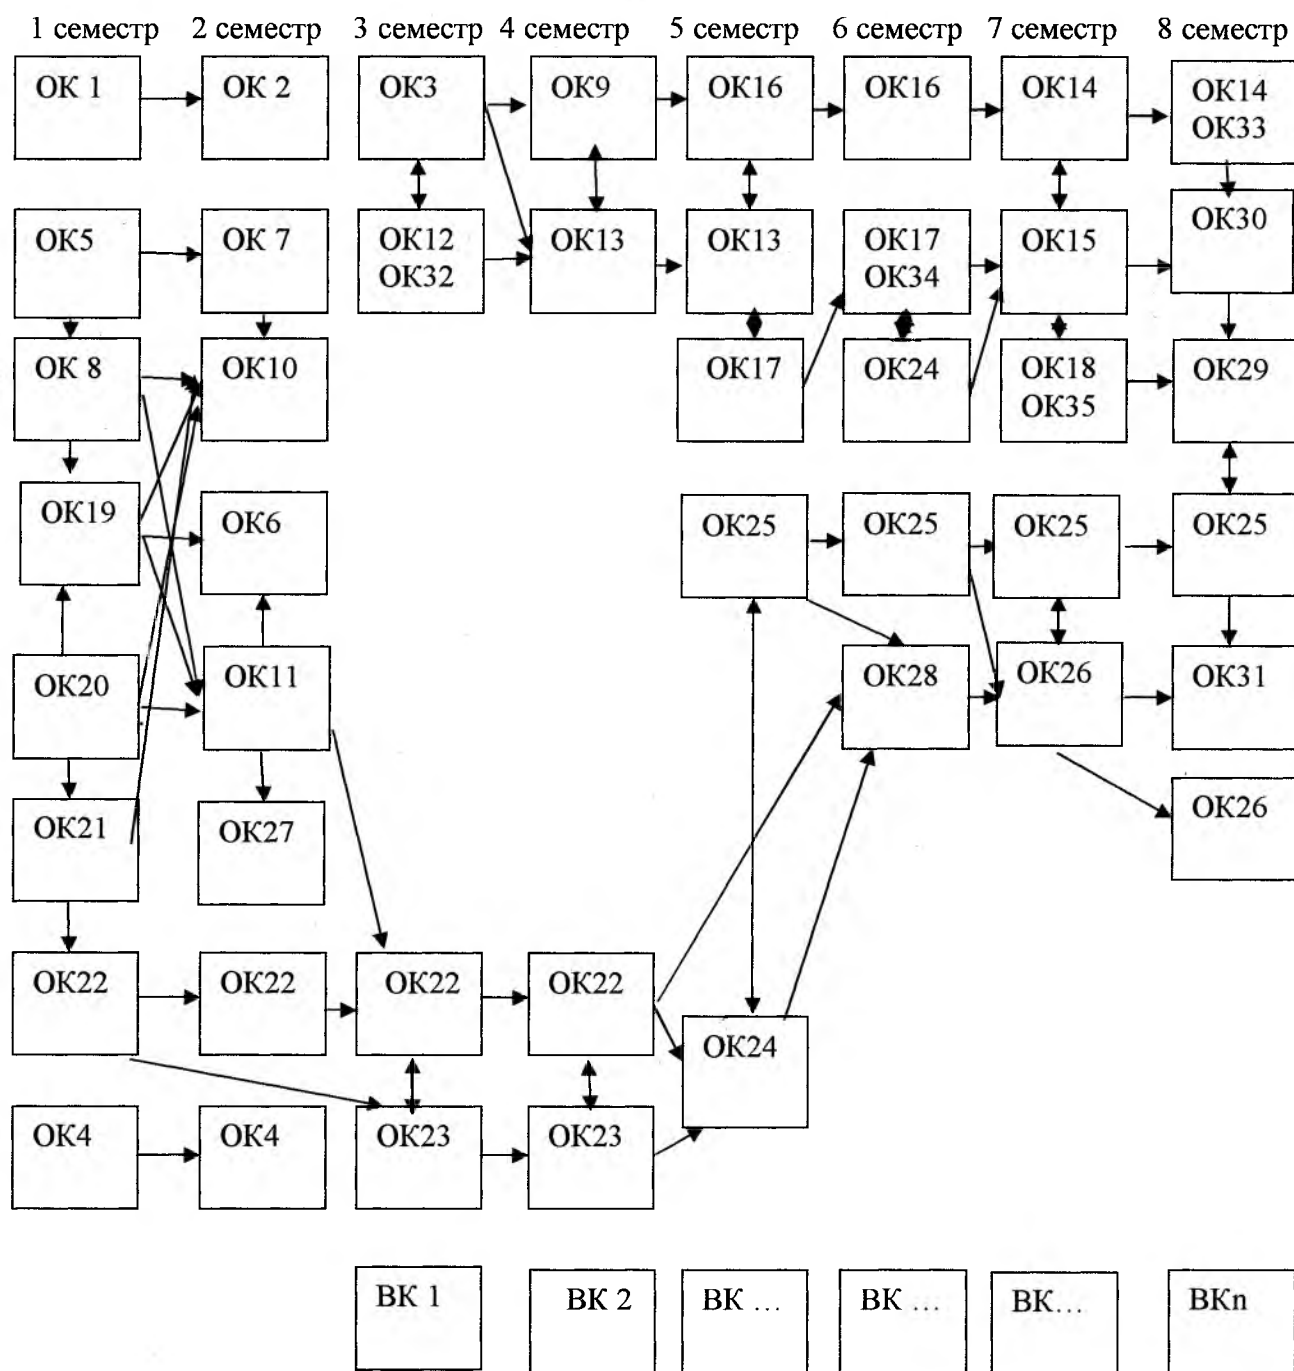 1 семестр 2 семестр 3 семестр 4 семестр 5 семестр 6 семестр 7 семестр 8 семестр
ОК 1 ОК 2 ОК3 ОК9 ОК16 ОК16 ОК14 ОК14
ОК33
ОК5 ОК 7 ОК12 ОК13 ОК13 ОК17 ОК15 ОК30
ОК32 ОК34
ОК 8 ОК10 ОК17 ОК24 ОК18 ОК29
ОК35
ОК19 ОК6 ОК25 ОК25 ОК25 ОК25
ОК20 ОК11 ОК28 ОК26 ОК31
ОК21 ОК27 ОК26
ОК22 ОК22 ОК22 ОК22
ОК24
ОК4 ОК4 ОК23 ОК23
ВК 1 ВК 2 ВК ... ВК ... ВК... ВКn